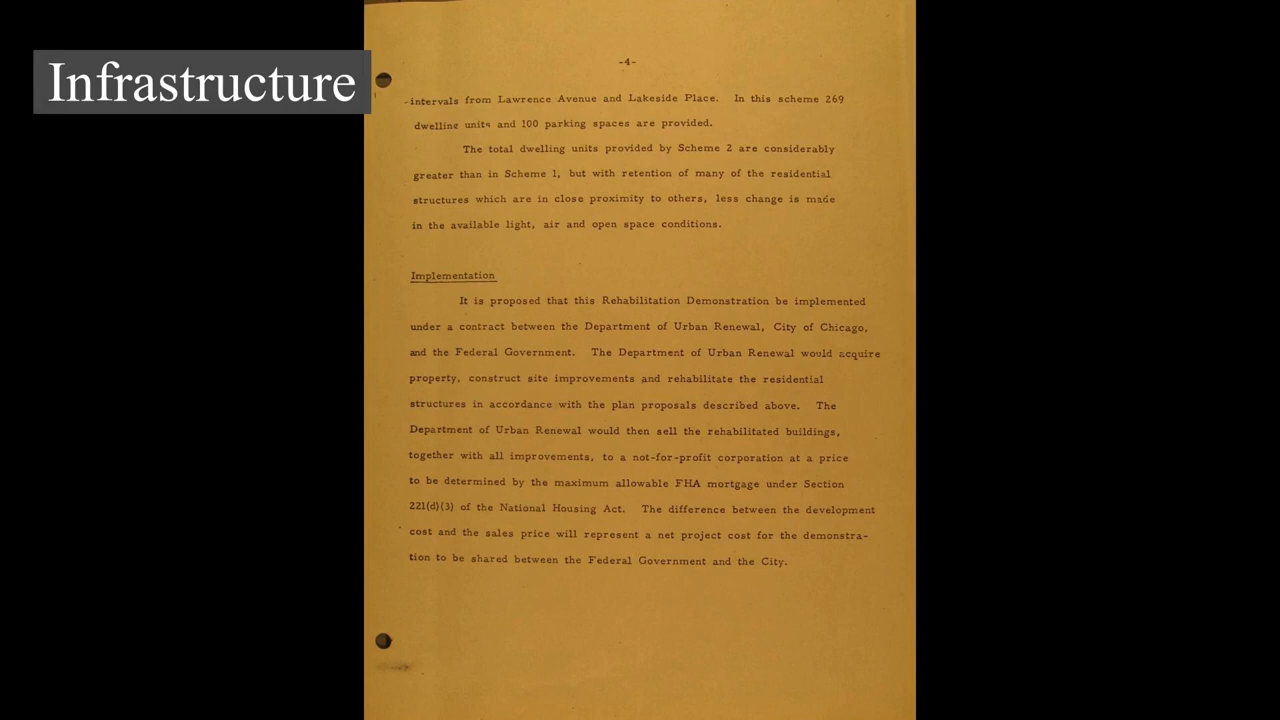 Infrastructure
-4-
intervals from Lawrence Avenue and Lakeside Place. In this scheme 269
dwelling units and 100 parking spaces are provided.
The total dwelling units provided by Scheme 2 are considerably
greater than in Scheme 1, but with retention of many of the residential
structures which are in close proximity to others, less change is made
in the available light, air and open space conditions.
Implementation
It is proposed that this Rehabilitation Demonstration be implemented
under a contract between the Department of Urban Renewal, City of Chicago,
and the Federal Government. The Department of Urban Renewal would acquire
property, construct site improvements and rehabilitate the residential
structures in accordance with the plan proposals described above. The
Department of Urban Renewal would then sell the rehabilitated buildings,
together with all improvements, to a not-for-profit corporation at a price
to be determined by the maximum allowable FHA mortgage under Section
221(d)(3) of the National Housing Act. The difference between the development
cost and the sales price will represent a net project cost for the demonstra-
tion to be shared between the Federal Government and the City.